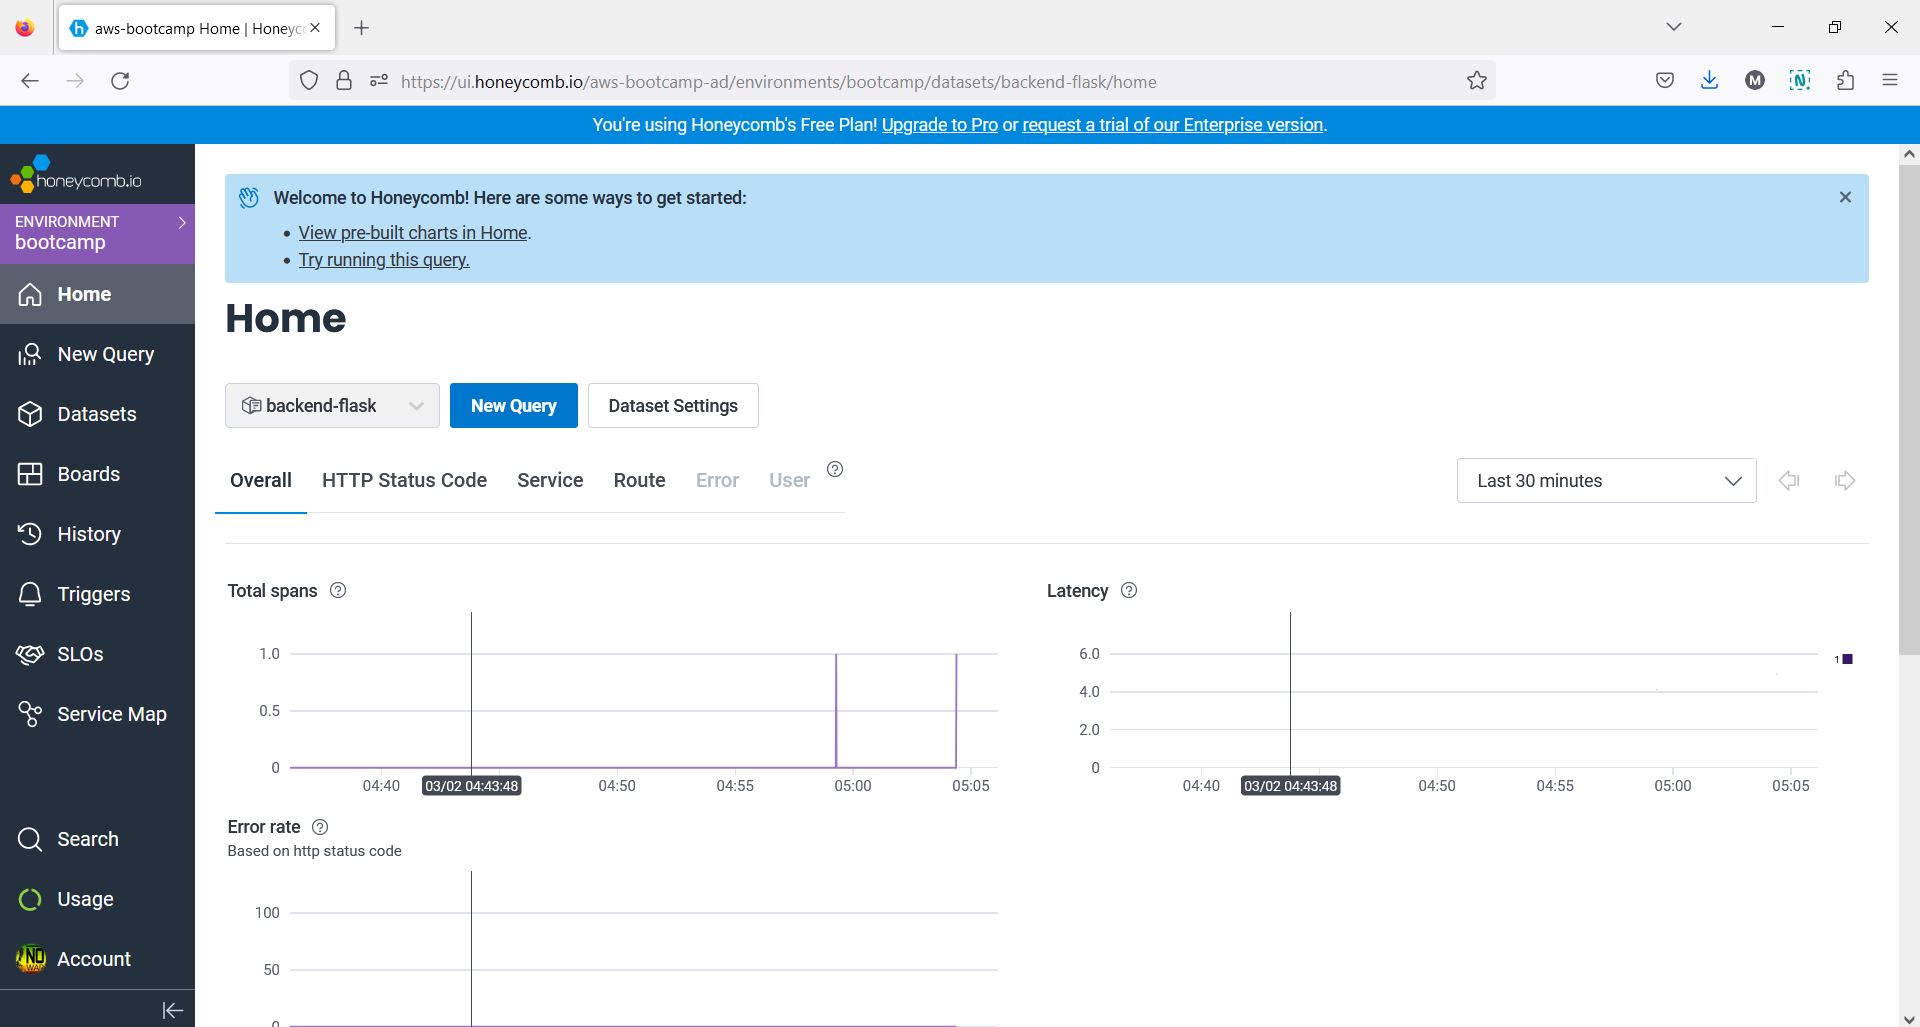 aws-bootcamp Home | Honeyc
https://ui.honeycomb.io/aws-bootcamp-ad/environments/bootcamp/datasets/backend-flask/home
M
N
You're using Honeycomb's Free Plan! Upgrade to Pro or request a trial of our Enterprise version.
honeycomb.io
ENVIRONMENT
bootcamp
Home
New Query
Datasets
Boards
History
Triggers
SLOs
Service Map
Search
Usage
Account
Welcome to Honeycomb! Here are some ways to get started:
• View pre-built charts in Home.
• Try running this query.
Home
backend-flask
New Query
Dataset Settings
Overall HTTP Status Code Service Route Error User
Last 30 minutes
Total spans
1.0
0.5
0
04:40 03/02 04:43:48 04:50 04:55 05:00 05:05
Latency
6.0
4.0
2.0
0
1
04:40 03/02 04:43:48 04:50 04:55 05:00 05:05
Error rate
Based on http status code
100
50
0